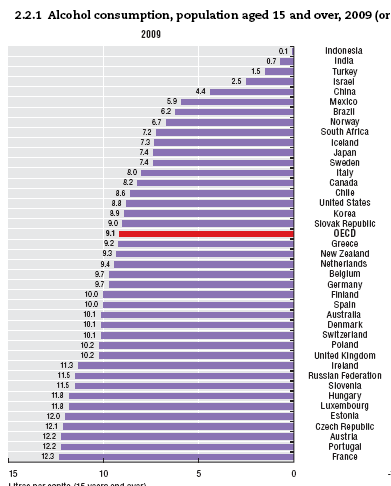 2.2.1 Alcohol consumption, population aged 15 and over, 2009 (or
2009
0.1 Indonesia
0.7 India
1.5 Turkey
2.5 Israel
4.4 China
5.9 Mexico
6.2 Brazil
6.7 Norway
7.2 South Africa
7.3 Iceland
7.4 Japan
7.4 Sweden
8.0 Italy
8.2 Canada
8.6 Chile
8.8 United States
8.9 Korea
9.0 Slovak Republic
9.1 OECD
9.2 Greece
9.3 New Zealand
9.4 Netherlands
9.7 Belgium
9.7 Germany
10.0 Finland
10.0 Spain
10.1 Australia
10.1 Denmark
10.1 Switzerland
10.2 Poland
10.2 United Kingdom
11.3 Ireland
11.5 Russian Federation
11.5 Slovenia
11.8 Hungary
11.8 Luxembourg
12.0 Estonia
12.1 Czech Republic
12.2 Austria
12.2 Portugal
12.3 France
15 10 5 0
Litres per capita (15 years and over)